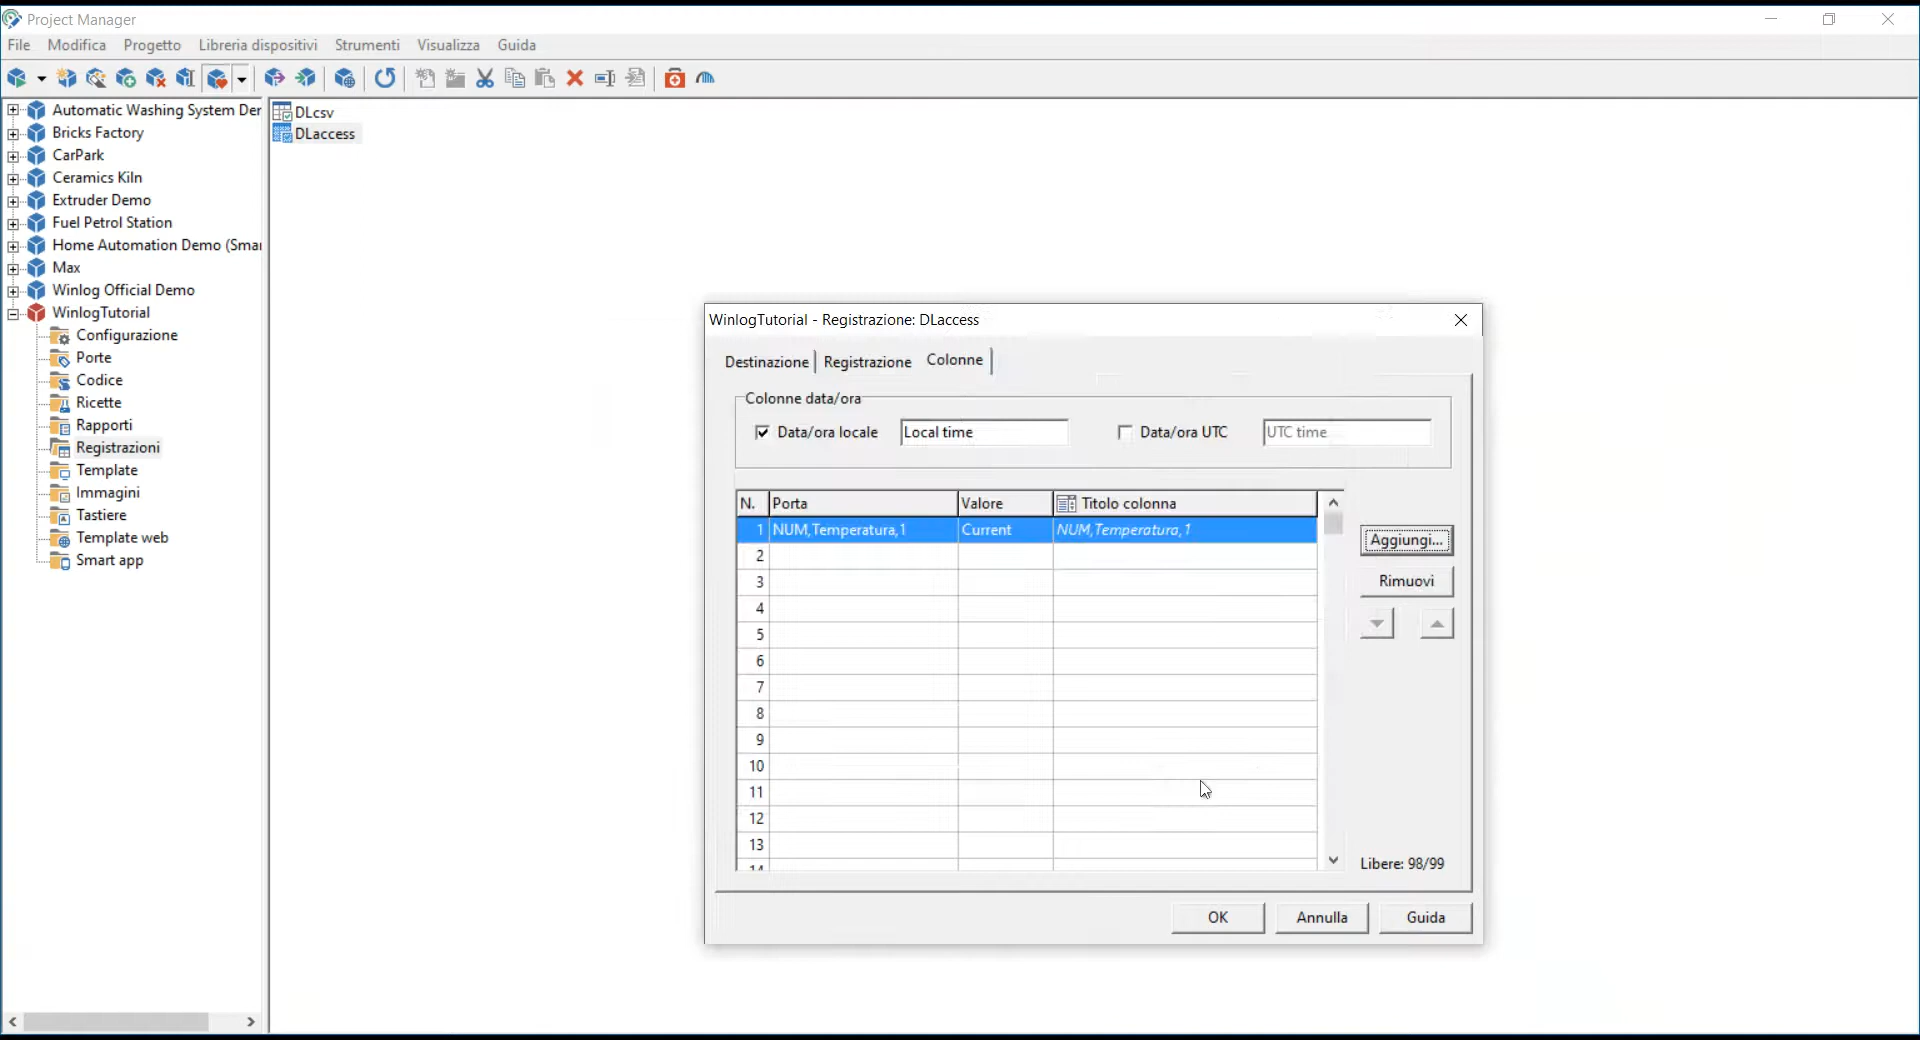 Project Manager
File Modifica Progetto Libreria dispositivi Strumenti Visualizza Guida
Automatic Washing System Der
Bricks Factory
CarPark
Ceramics Kiln
Extruder Demo
Fuel Petrol Station
Home Automation Demo (Smar
Max
Winlog Official Demo
WinlogTutorial
Configurazione
Porte
Codice
Ricette
Rapporti
Registrazioni
Template
Immagini
Tastiere
Template web
Smart app
DLcsv
DLaccess
WinlogTutorial - Registrazione: DLaccess
Destinazione Registrazione Colonne
Colonne data/ora
Data/ora locale Local time Data/ora UTC UTC time
N. Porta Valore Titolo colonna
1 NUM,Temperatura,1 Current NUM,Temperatura,1
2
3
4
5
6
7
8
9
10
11
12
13
14
Aggiungi...
Rimuovi
Libere: 98/99
OK Annulla Guida